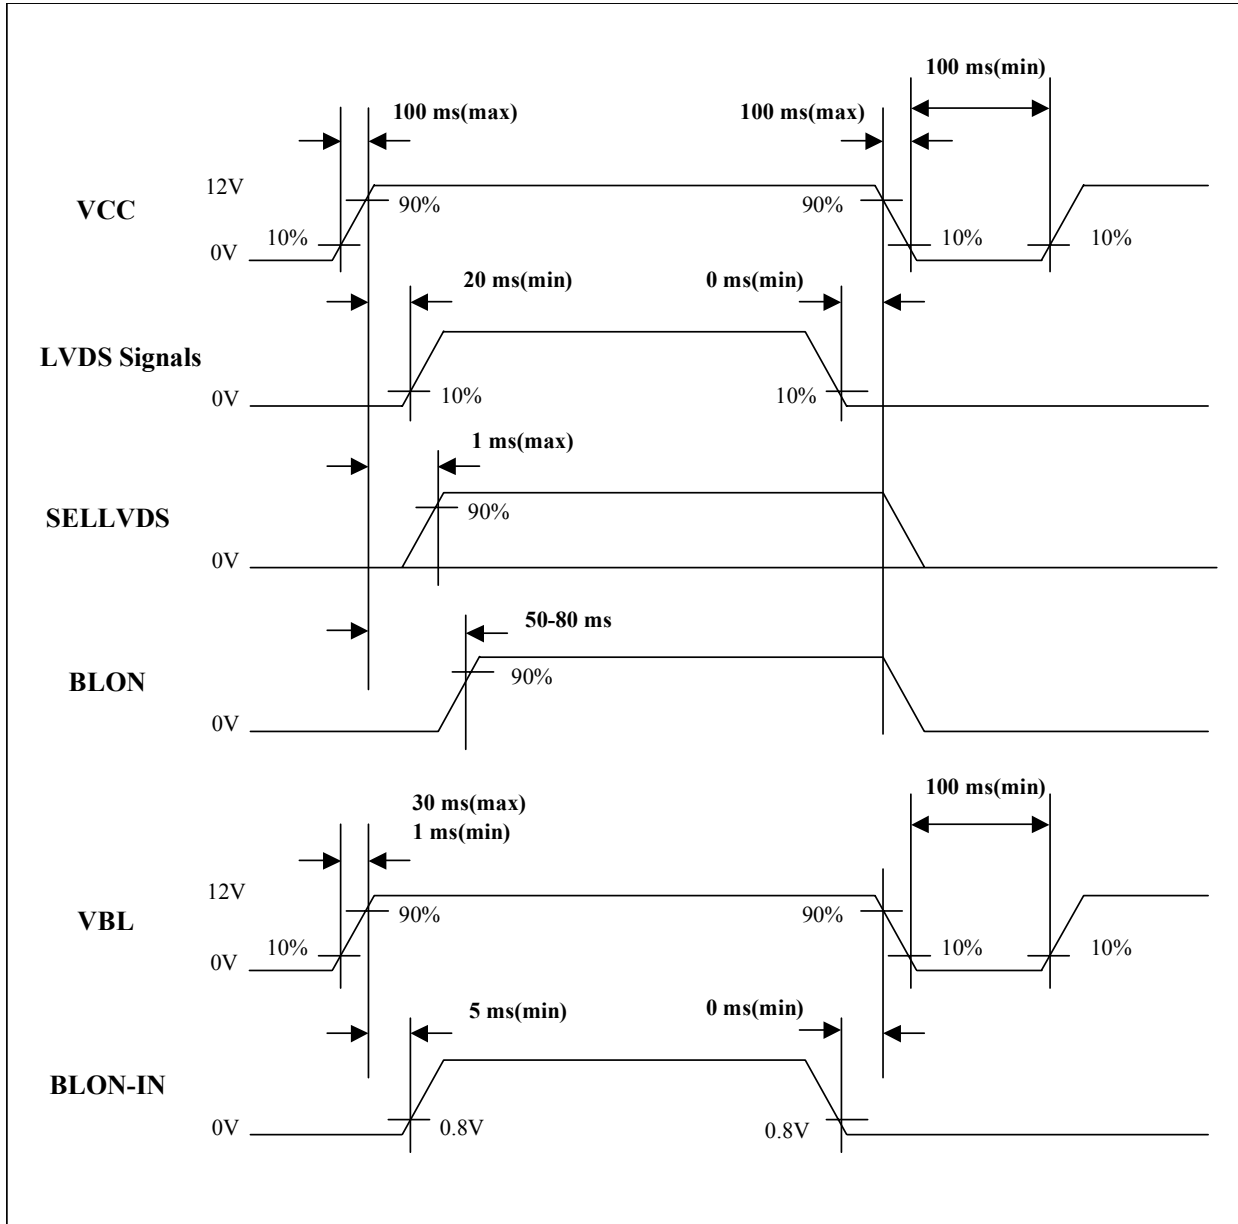 100 ms(min)
100 ms(max) 100 ms(max)
12V
VCC
90% 90%
10% 10% 10%
0V
20 ms(min) 0 ms(min)
LVDS Signals
10% 10%
0V
1 ms(max)
SELLVDS
90%
0V
50-80 ms
BLON
90%
0V
100 ms(min)
30 ms(max)
1 ms(min)
12V
VBL
90% 90%
10% 10% 10%
0V
5 ms(min) 0 ms(min)
BLON-IN
0V
0.8V 0.8V